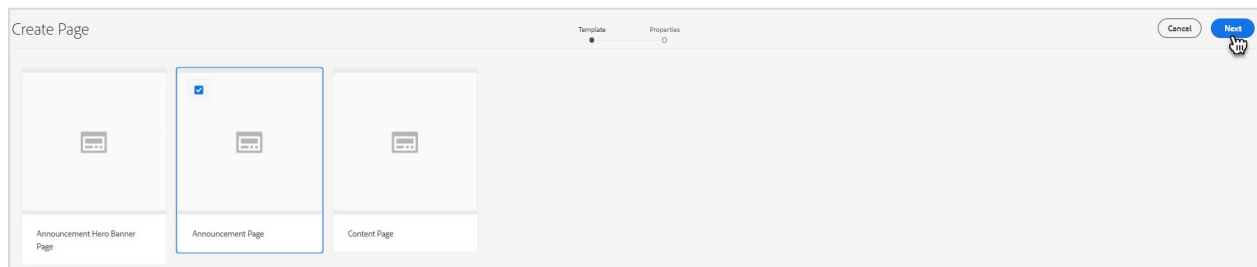 Create Page
Template
Properties
Cancel
Next
Announcement Hero Banner
Page
Announcement Page
Content Page